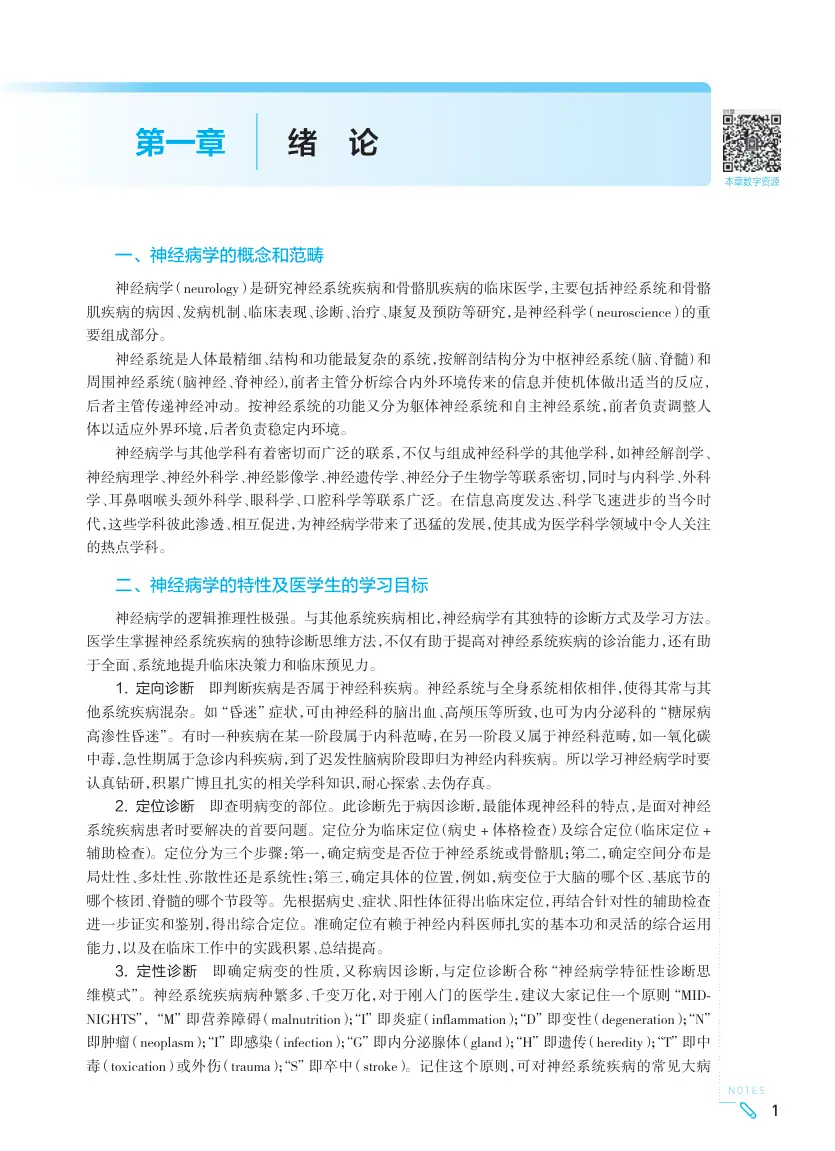 第一章
绪 论
本章数字资源
一、神经病学的概念和范畴
神经病学(neurology)是研究神经系统疾病和骨骼肌疾病的临床医学,主要包括神经系统和骨骼
肌疾病的病因、发病机制、临床表现、诊断、治疗、康复及预防等研究,是神经科学(neuroscience)的重
要组成部分。
神经系统是人体最精细、结构和功能最复杂的系统,按解剖结构分为中枢神经系统(脑、脊髓)和
周围神经系统(脑神经、脊神经),前者主管分析综合内外环境传来的信息并使机体做出适当的反应,
后者主管传递神经冲动。按神经系统的功能又分为躯体神经系统和自主神经系统,前者负责调整人
体以适应外界环境,后者负责稳定内环境。
神经病学与其他学科有着密切而广泛的联系,不仅与组成神经科学的其他学科,如神经解剖学、
神经病理学、神经外科学、神经影像学、神经遗传学、神经分子生物学等联系密切,同时与内科学、外科
学、耳鼻咽喉头颈外科学、眼科学、口腔科学等联系广泛。在信息高度发达、科学飞速进步的当今时
代,这些学科彼此渗透、相互促进,为神经病学带来了迅猛的发展,使其成为医学科学领域中令人关注
的热点学科。
二、神经病学的特性及医学生的学习目标
神经病学的逻辑推理性极强。与其他系统疾病相比,神经病学有其独特的诊断方式及学习方法。
医学生掌握神经系统疾病的独特诊断思维方法,不仅有助于提高对神经系统疾病的诊治能力,还有助
于全面、系统地提升临床决策力和临床预见力。
1. 定向诊断 即判断疾病是否属于神经科疾病。神经系统与全身系统相依相伴,使得其常与其
他系统疾病混杂。如“昏迷”症状,可由神经科的脑出血、高颅压等所致,也可为内分泌科的“糖尿病
高渗性昏迷”。有时一种疾病在某一阶段属于内科范畴,在另一阶段又属于神经科范畴,如一氧化碳
中毒,急性期属于急诊内科疾病,到了迟发性脑病阶段即归为神经内科疾病。所以学习神经病学时要
认真钻研,积累广博且扎实的相关学科知识,耐心探索、去伪存真。
2. 定位诊断 即查明病变的部位。此诊断先于病因诊断,最能体现神经科的特点,是面对神经
系统疾病患者时要解决的首要问题。定位分为临床定位(病史 + 体格检查)及综合定位(临床定位 +
辅助检查)。定位分为三个步骤:第一,确定病变是否位于神经系统或骨骼肌;第二,确定空间分布是
局灶性、多灶性、弥散性还是系统性;第三,确定具体的位置,例如,病变位于大脑的哪个区、基底节的
哪个核团、脊髓的哪个节段等。先根据病史、症状、阳性体征得出临床定位,再结合针对性的辅助检查
进一步证实和鉴别,得出综合定位。准确定位有赖于神经内科医师扎实的基本功和灵活的综合运用
能力,以及在临床工作中的实践积累、总结提高。
3. 定性诊断 即确定病变的性质,又称病因诊断,与定位诊断合称“神经病学特征性诊断思
维模式”。神经系统疾病病种繁多、千变万化,对于刚入门的医学生,建议大家记住一个原则“MID-
NIGHTS”,“M”即营养障碍(malnutrition);“I”即炎症(inflammation);“D”即变性(degeneration);“N”
即肿瘤(neoplasm);“I”即感染(infection);“G”即内分泌腺体(gland);“H”即遗传(heredity);“T”即中
毒(toxication)或外伤(trauma);“S”即卒中(stroke)。记住这个原则,可对神经系统疾病的常见大病
NOTES
1